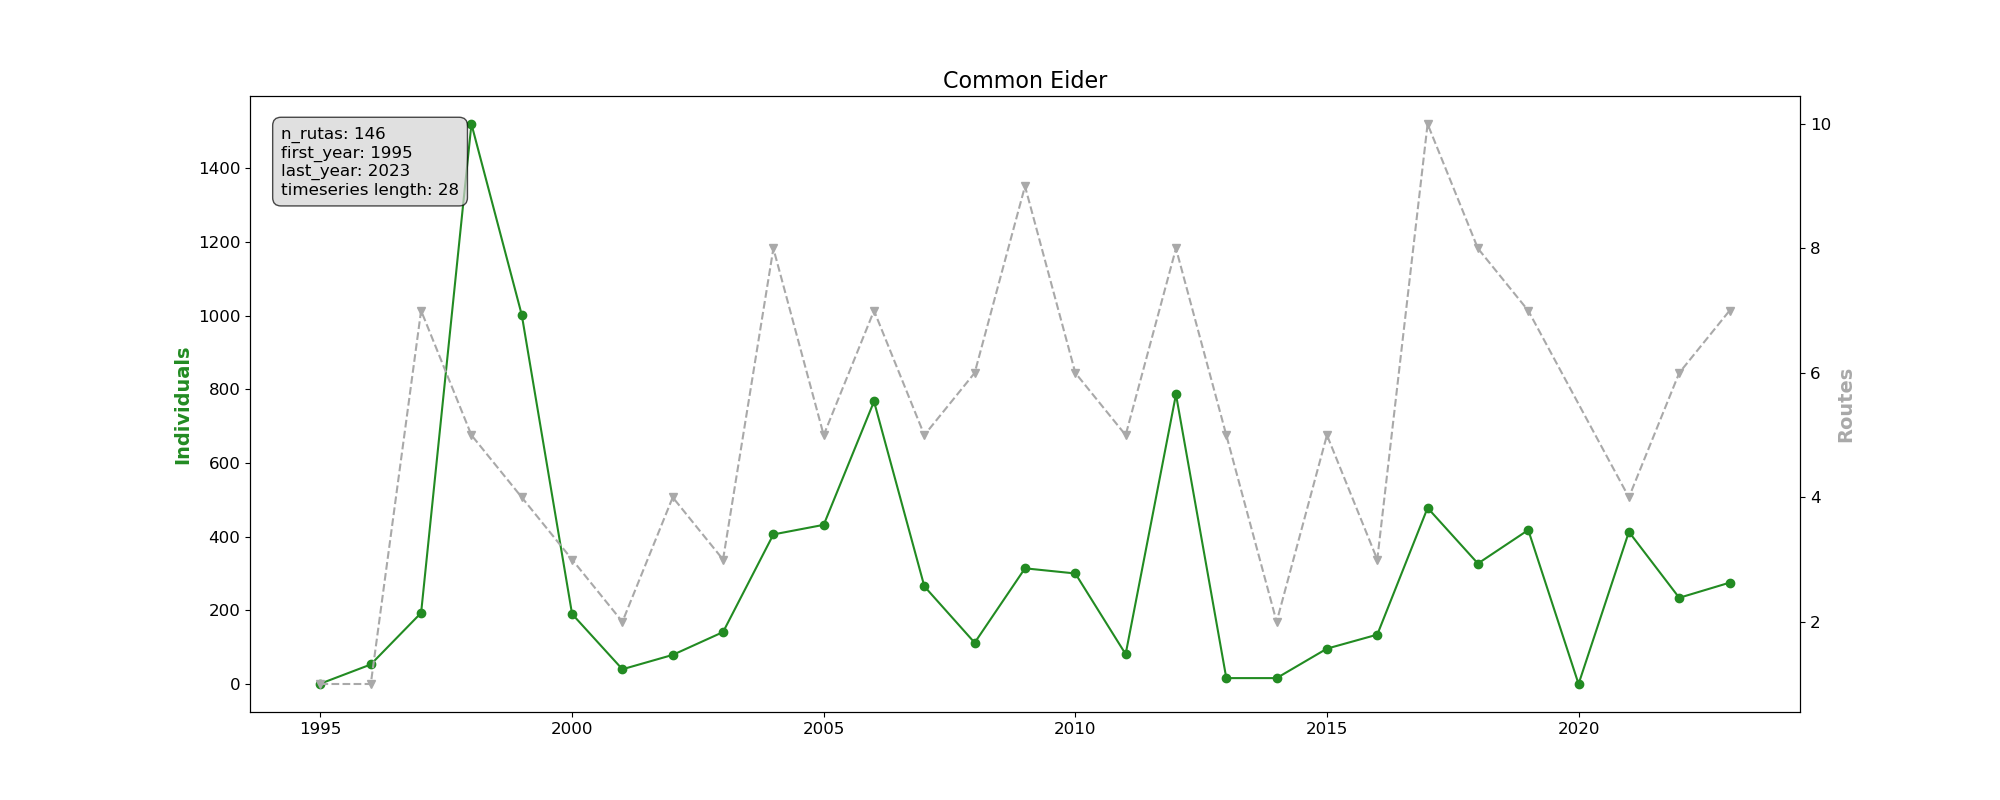 Common Eider
n_rutas: 146
first_year: 1995
last_year: 2023
timeseries length: 28
Individuals
1400
1200
1000
800
600
400
200
0
10
8
6
4
2
Routes
1995 2000 2005 2010 2015 2020